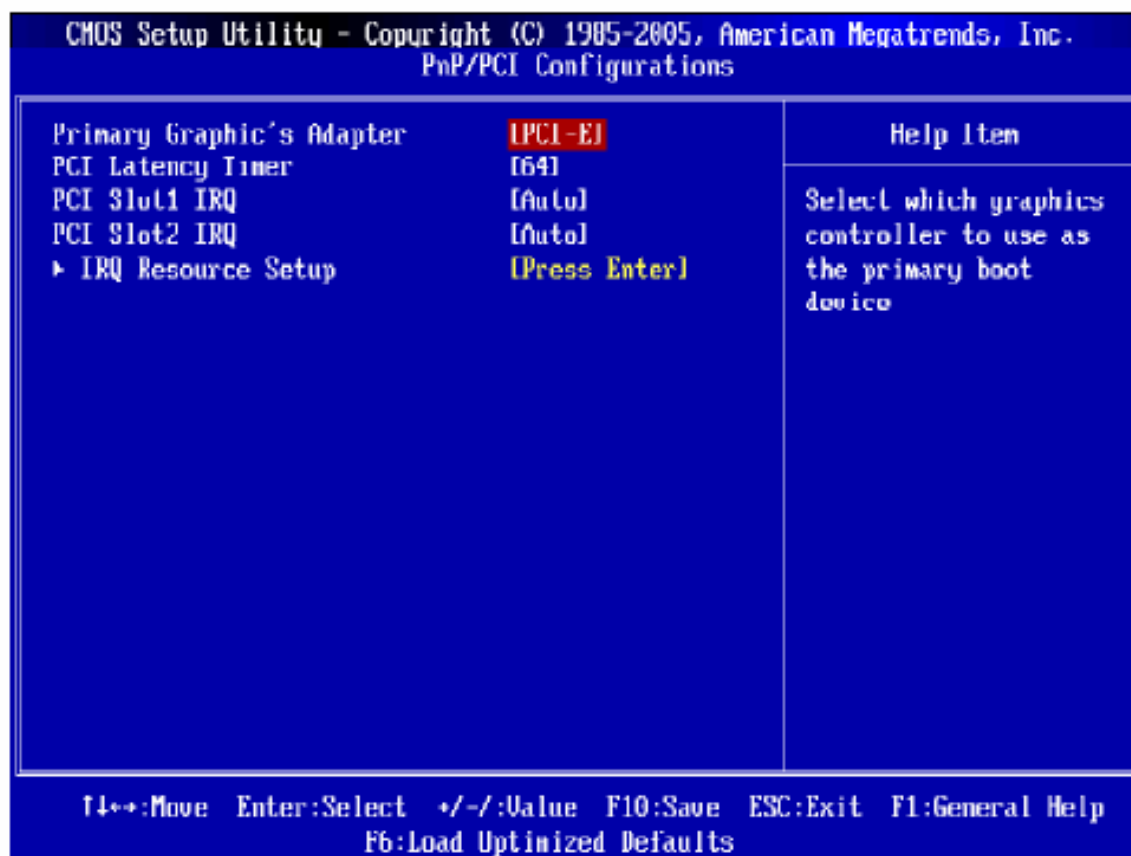 CMOS Setup Utility - Copyright (C) 1985-2005, American Megatrends, Inc.
PnP/PCI Configurations
Primary Graphic's Adapter [PCI-E]
PCI Latency Timer [64]
PCI Slot1 IRQ [Auto]
PCI Slot2 IRQ [Auto]
▸ IRQ Resource Setup [Press Enter]
Help Item
Select which graphics
controller to use as
the primary boot
device
↑↓←→:Move Enter:Select +/-/:Value F10:Save ESC:Exit F1:General Help
F6:Load Optimized Defaults